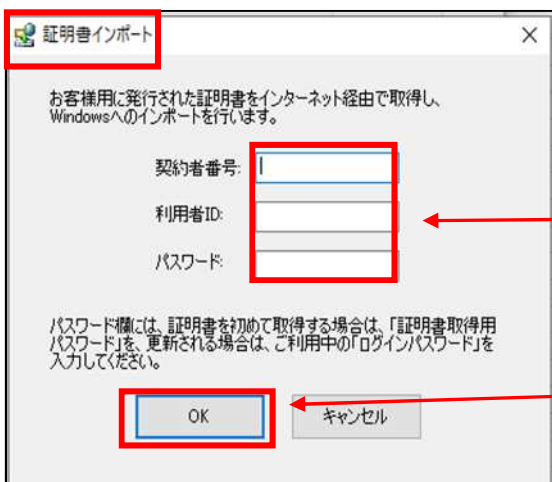 証明書インポート
お客様用に発行された証明書をインターネット経由で取得し、
Windowsへのインポートを行います。
契約者番号:
利用者ID:
パスワード:
パスワード欄には、証明書を初めて取得する場合は、「証明書取得用
パスワード」を、更新される場合は、ご利用中の「ログインパスワード」を
入力してください。
OK
キャンセル